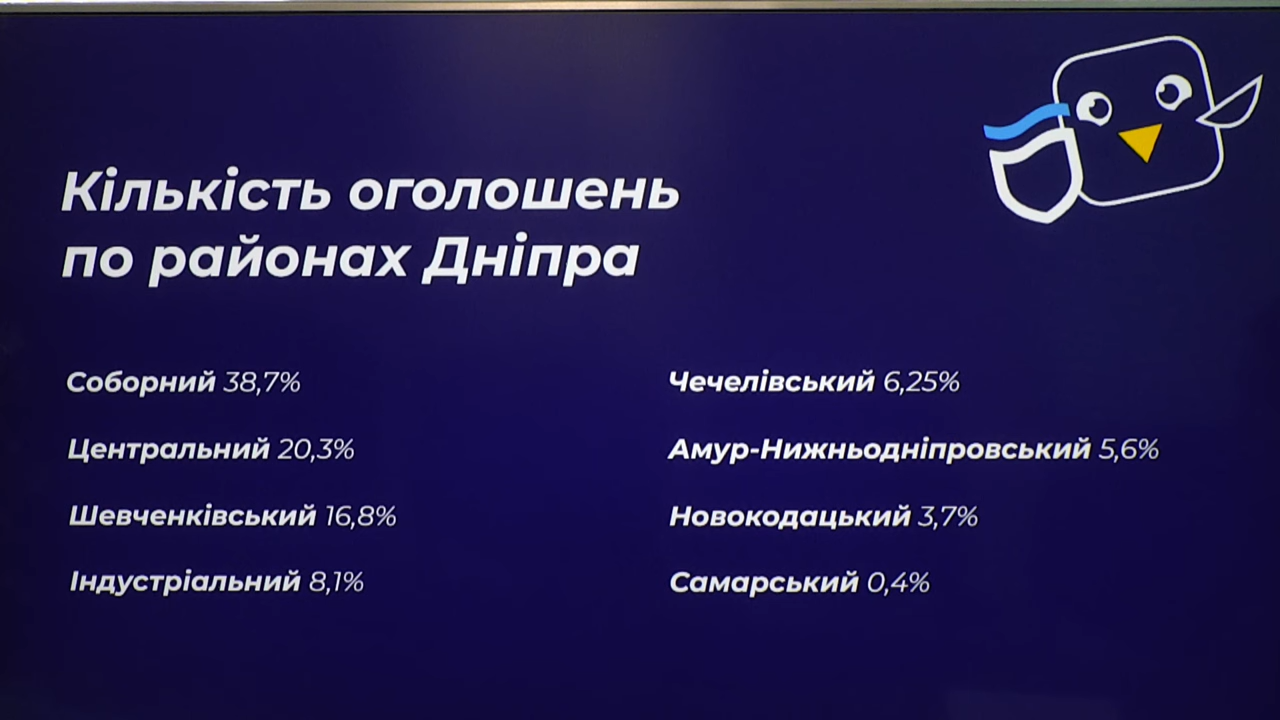 Кількість оголошень
по районах Дніпра
Соборний 38,7%
Центральний 20,3%
Шевченківський 16,8%
Індустріальний 8,1%
Чечелівський 6,25%
Амур-Нижньодніпровський 5,6%
Новокодацький 3,7%
Самарський 0,4%